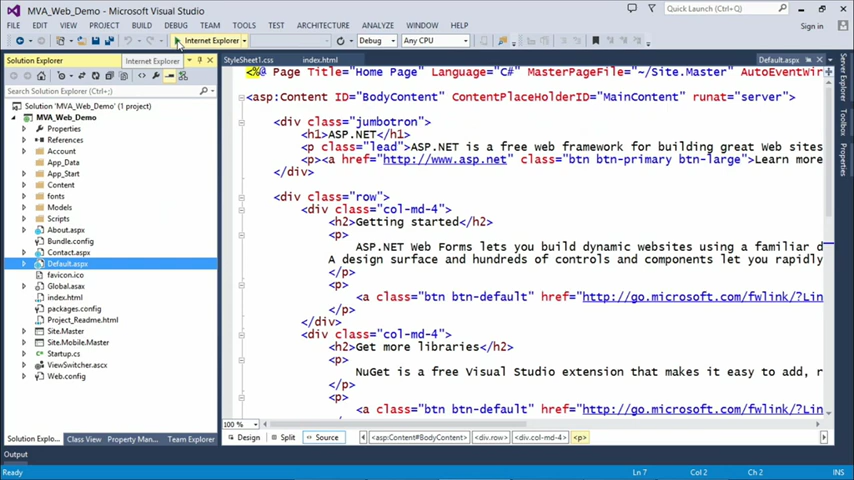 MVA_Web_Demo - Microsoft Visual Studio
Quick Launch (Ctrl+Q)
FILE EDIT VIEW PROJECT BUILD DEBUG TEAM TOOLS TEST ARCHITECTURE ANALYZE WINDOW HELP Sign in
Internet Explorer Debug Any CPU
Solution Explorer
Internet Explorer
Search Solution Explorer (Ctrl+;)
Solution 'MVA_Web_Demo' (1 project)
MVA_Web_Demo
Properties
References
Account
App_Data
App_Start
Content
fonts
Models
Scripts
About.aspx
Bundle.config
Contact.aspx
Default.aspx
favicon.ico
Global.asax
index.html
packages.config
Project_Readme.html
Site.Master
Site.Mobile.Master
Startup.cs
ViewSwitcher.ascx
Web.config
Solution Explo... Class View Property Man... Team Explorer
StyleSheet1.css index.html Default.aspx
<%@ Page Title="Home Page" Language="C#" MasterPageFile="~/Site.Master" AutoEventWir
<asp:Content ID="BodyContent" ContentPlaceHolderID="MainContent" runat="server">
<div class="jumbotron">
<h1>ASP.NET</h1>
<p class="lead">ASP.NET is a free web framework for building great Web sites
<p><a href="http://www.asp.net" class="btn btn-primary btn-large">Learn more
</div>
<div class="row">
<div class="col-md-4">
<h2>Getting started</h2>
<p>
ASP.NET Web Forms lets you build dynamic websites using a familiar d
A design surface and hundreds of controls and components let you rapidly
</p>
<p>
<a class="btn btn-default" href="http://go.microsoft.com/fwlink/?Lin
</p>
</div>
<div class="col-md-4">
<h2>Get more libraries</h2>
<p>
NuGet is a free Visual Studio extension that makes it easy to add, r
</p>
<p>
<a class="btn btn-default" href="http://go.microsoft.com/fwlink/?Lin
</p>
100 %
Design Split Source <asp:Content#BodyContent> <div.row> <div.col-md-4> <p>
Server Explorer
Toolbox
Properties
Output
Ready Ln 7 Col 2 Ch 2 INS